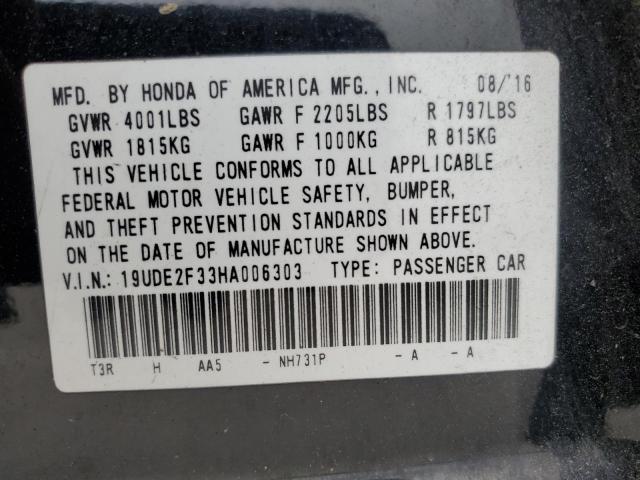 MFD. BY HONDA OF AMERICA MFG., INC. 08/'16
GVWR 4001LBS GAWR F 2205LBS R 1797LBS
GVWR 1815KG GAWR F 1000KG R 815KG
THIS VEHICLE CONFORMS TO ALL APPLICABLE
FEDERAL MOTOR VEHICLE SAFETY, BUMPER,
AND THEFT PREVENTION STANDARDS IN EFFECT
ON THE DATE OF MANUFACTURE SHOWN ABOVE.
V.I.N.: 19UDE2F33HA006303 TYPE: PASSENGER CAR
T3R H AA5 - NH731P - A - A